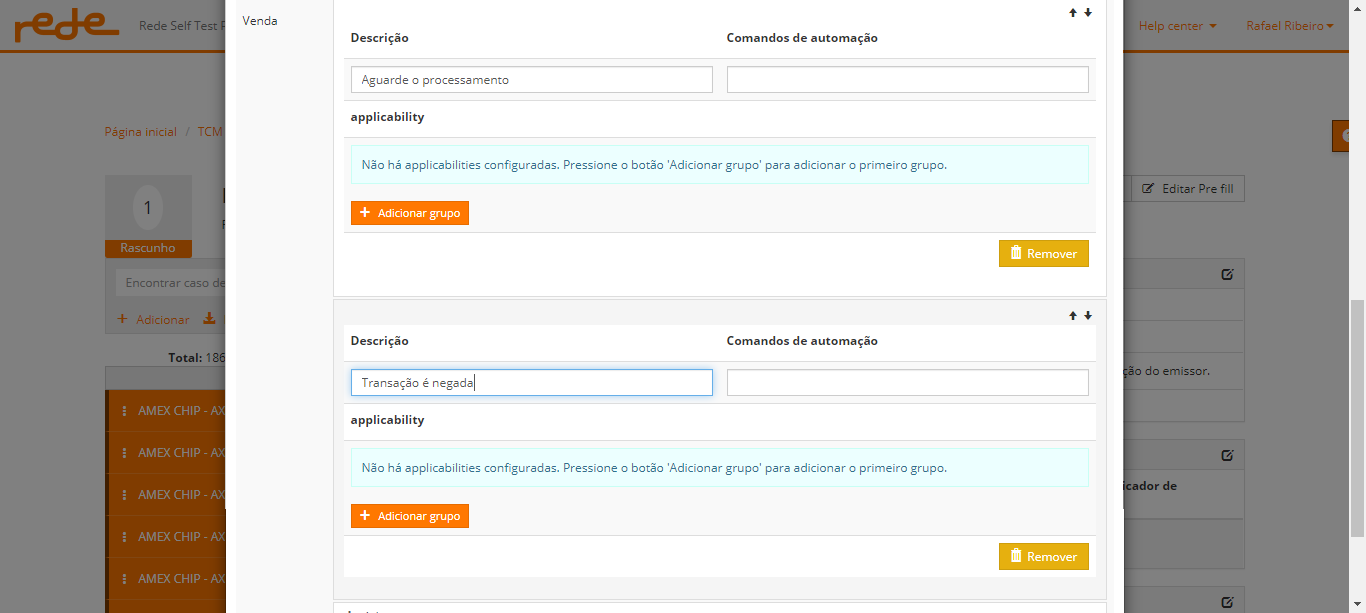 rede
Rede Self Test
Help center
Rafael Ribeiro
Venda
Descrição
Comandos de automação
Aguarde o processamento
applicability
Página inicial / TCM
Não há applicabilities configuradas. Pressione o botão 'Adicionar grupo' para adicionar o primeiro grupo.
1
Editar Pre fill
+ Adicionar grupo
Rascunho
Remover
Encontrar caso de
+ Adicionar
Descrição
Comandos de automação
Total: 186
Transação é negada
ção do emissor.
AMEX CHIP - AX
applicability
AMEX CHIP - AX
Não há applicabilities configuradas. Pressione o botão 'Adicionar grupo' para adicionar o primeiro grupo.
icador de
AMEX CHIP - AX
+ Adicionar grupo
AMEX CHIP - AX
Remover
AMEX CHIP - AX